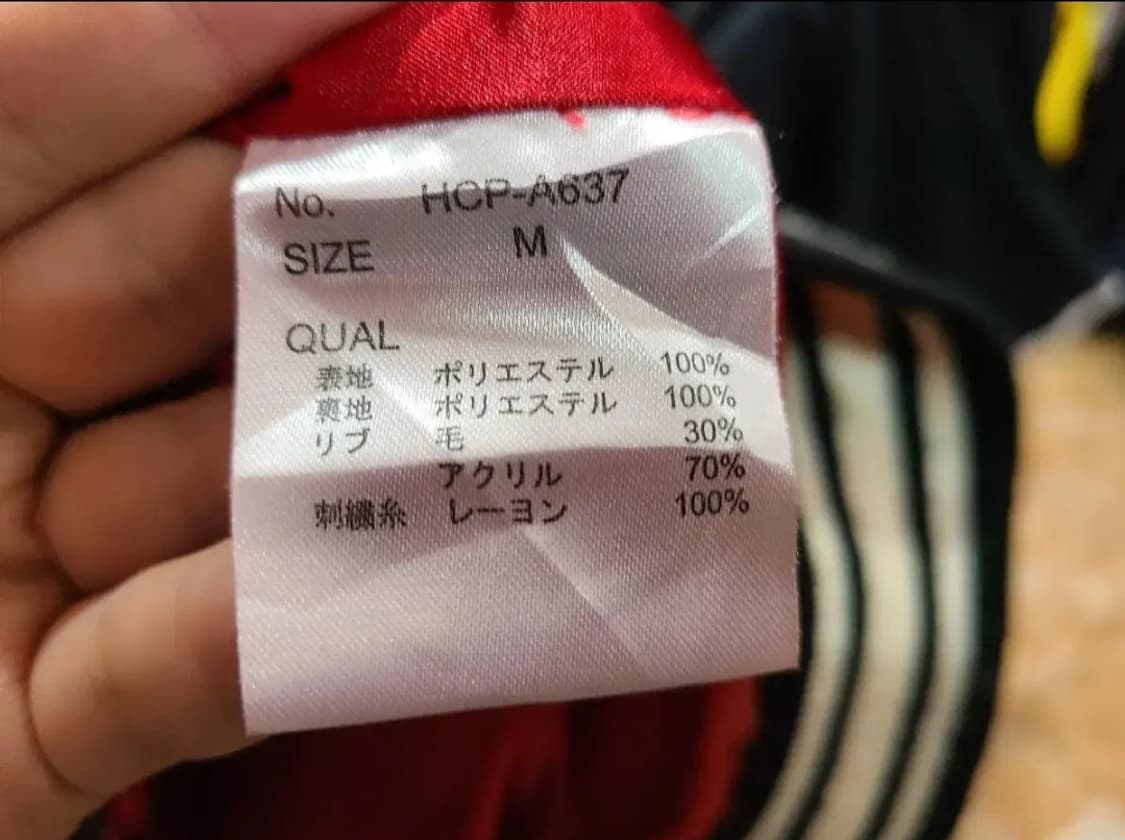 No. HCP-A637
SIZE M
QUAL
表地 ポリエステル 100%
裏地 ポリエステル 100%
リブ 毛 30%
アクリル 70%
刺繍糸 レーヨン 100%